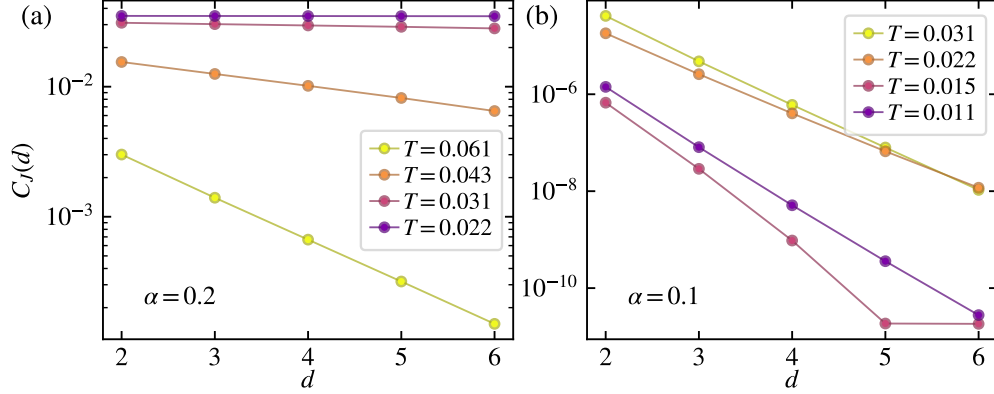 (a)
C_J(d)
10^{-2}
10^{-3}
T = 0.061
T = 0.043
T = 0.031
T = 0.022
α = 0.2
2 3 4 5 6
d
(b)
10^{-6}
10^{-8}
10^{-10}
T = 0.031
T = 0.022
T = 0.015
T = 0.011
α = 0.1
2 3 4 5 6
d